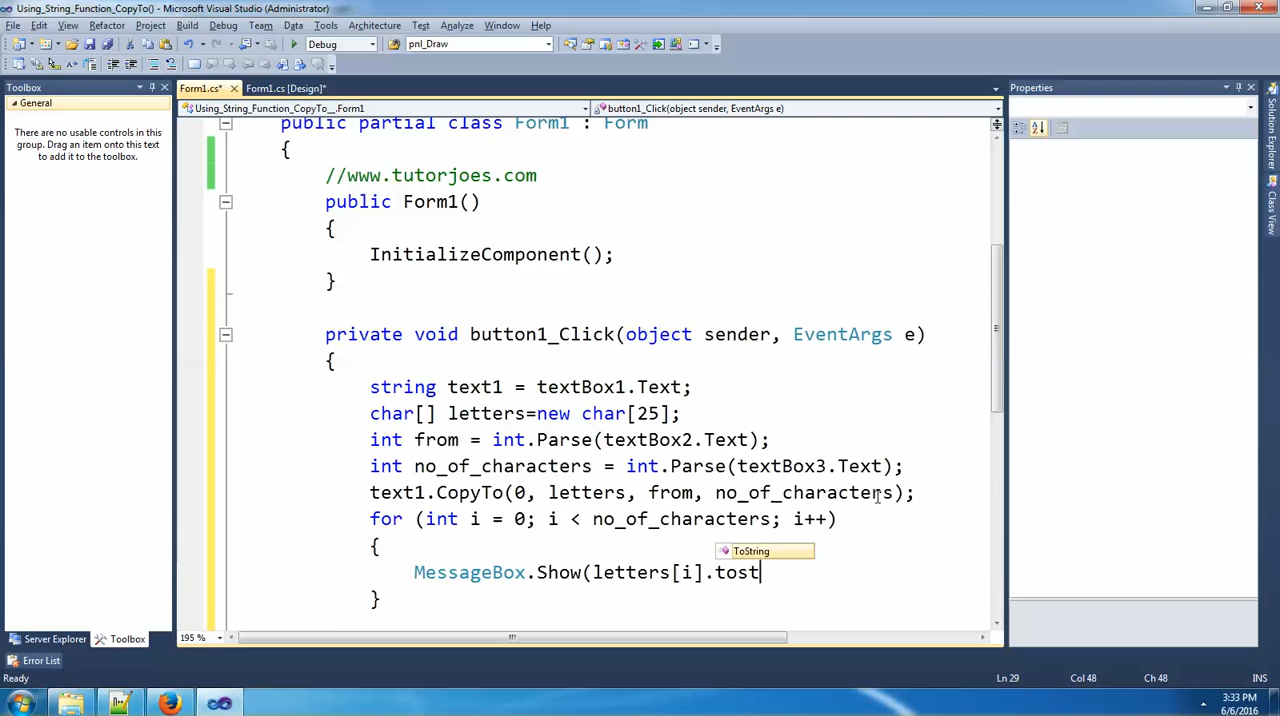 Using_String_Function_CopyTo() - Microsoft Visual Studio (Administrator)
File Edit View Refactor Project Build Debug Team Data Tools Architecture Test Analyze Window Help
Debug pnl_Draw
Toolbox
General
There are no usable controls in this
group. Drag an item onto this text
to add it to the toolbox.
Form1.cs* Form1.cs [Design]*
Using_String_Function_CopyTo_.Form1 button1_Click(object sender, EventArgs e)
public partial class Form1 : Form
{
//www.tutorjoes.com
public Form1()
{
InitializeComponent();
}
private void button1_Click(object sender, EventArgs e)
{
string text1 = textBox1.Text;
char[] letters=new char[25];
int from = int.Parse(textBox2.Text);
int no_of_characters = int.Parse(textBox3.Text);
text1.CopyTo(0, letters, from, no_of_characters);
for (int i = 0; i < no_of_characters; i++)
{
ToString
MessageBox.Show(letters[i].tost
}
195 %
Properties
Solution Explorer
Class View
Server Explorer Toolbox
Error List
Ready Ln 29 Col 48 Ch 48 INS
3:33 PM
6/6/2016